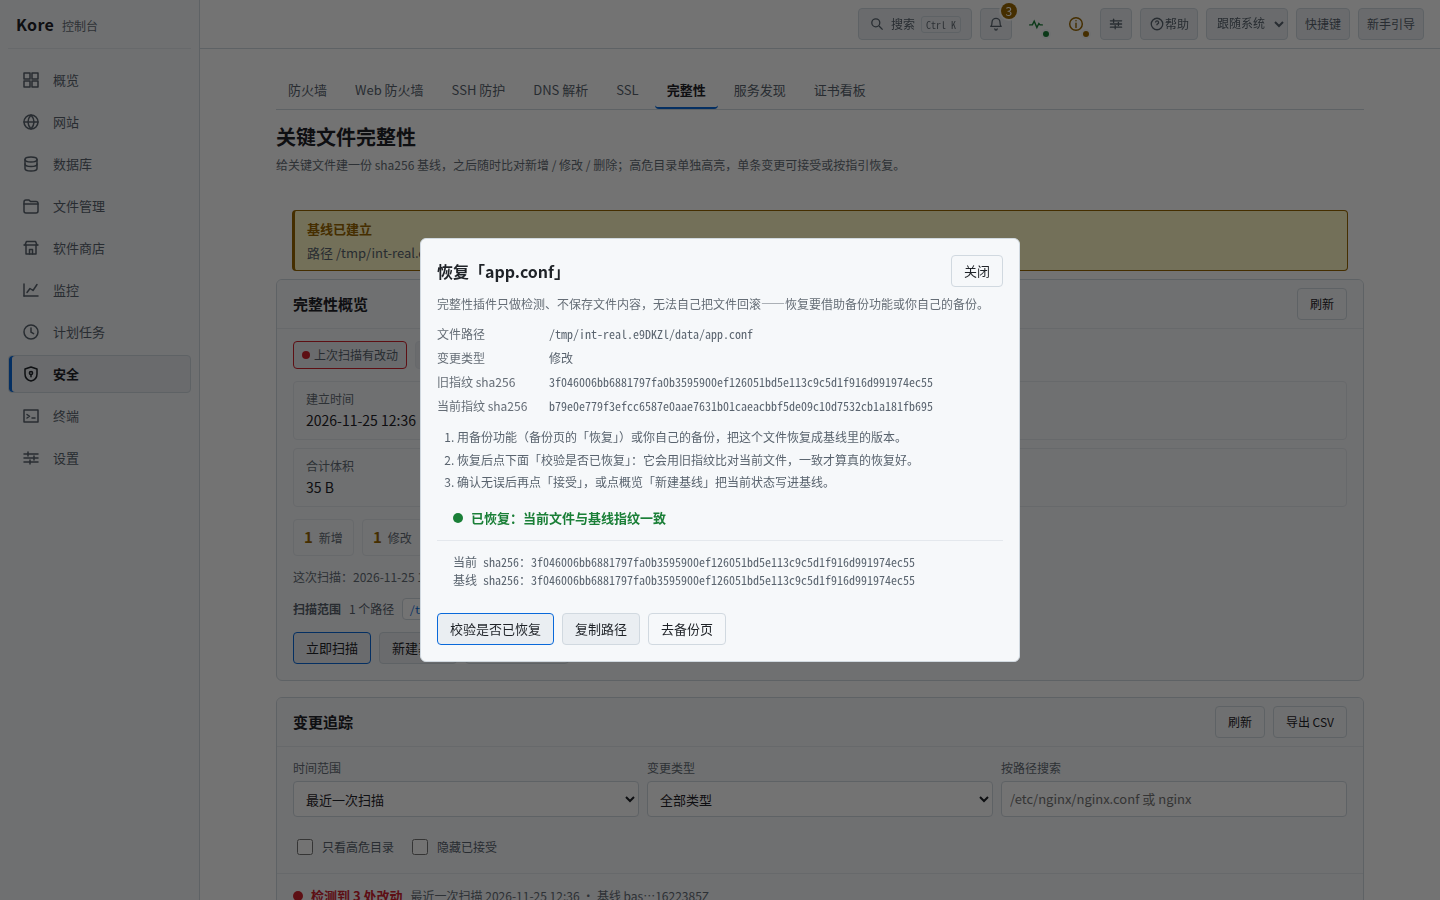 Kore 控制台
搜索 Ctrl K
3
帮助
跟随系统
快捷键
新手引导
概览
网站
数据库
文件管理
软件商店
监控
计划任务
安全
终端
设置
防火墙
Web 防火墙
SSH 防护
DNS 解析
SSL
完整性
服务发现
证书看板
关键文件完整性
给关键文件建一份 sha256 基线，之后随时比对新增 / 修改 / 删除；高危目录单独高亮，单条变更可接受或按指引恢复。
基线已建立
路径 /tmp/int-real.
完整性概览
刷新
上次扫描有改动
建立时间
2026-11-25 12:36
合计体积
35 B
1 新增
1 修改
这次扫描：2026-11-25
扫描范围 1 个路径
立即扫描
新建
恢复「app.conf」
关闭
完整性插件只做检测、不保存文件内容，无法自己把文件回滚——恢复要借助备份功能或你自己的备份。
文件路径 /tmp/int-real.e9DKZl/data/app.conf
变更类型 修改
旧指纹 sha256 3f046006bb6881797fa0b3595900ef126051bd5e113c9c5d1f916d991974ec55
当前指纹 sha256 b79e0e779f3efcc6587e0aae7631b01caeacbbf5de09c10d7532cb1a181fb695
1. 用备份功能（备份页的「恢复」）或你自己的备份，把这个文件恢复成基线里的版本。
2. 恢复后点下面「校验是否已恢复」：它会用旧指纹比对当前文件，一致才算真的恢复好。
3. 确认无误后再点「接受」，或点概览「新建基线」把当前状态写进基线。
已恢复：当前文件与基线指纹一致
当前 sha256：3f046006bb6881797fa0b3595900ef126051bd5e113c9c5d1f916d991974ec55
基线 sha256：3f046006bb6881797fa0b3595900ef126051bd5e113c9c5d1f916d991974ec55
校验是否已恢复
复制路径
去备份页
变更追踪
刷新
导出 CSV
时间范围
最近一次扫描
变更类型
全部类型
按路径搜索
/etc/nginx/nginx.conf 或 nginx
只看高危目录
隐藏已接受
检测到 3 处改动 最近一次扫描 2026-11-25 12:36 · 基线 bas…1622385Z